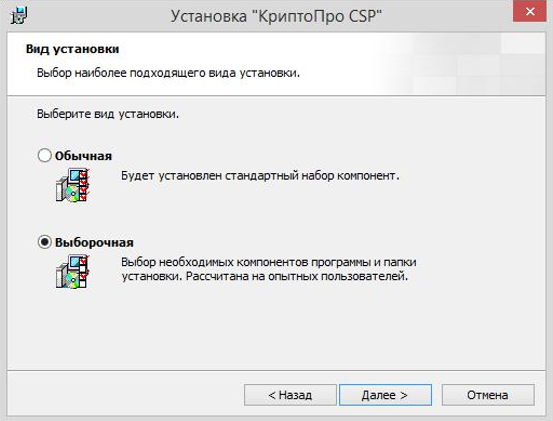 Установка "КриптоПро CSP"
Вид установки
Выбор наиболее подходящего вида установки.
Выберите вид установки.
Обычная
Будет установлен стандартный набор компонент.
Выборочная
Выбор необходимых компонентов программы и папки
установки. Рассчитана на опытных пользователей.
< Назад
Далее >
Отмена